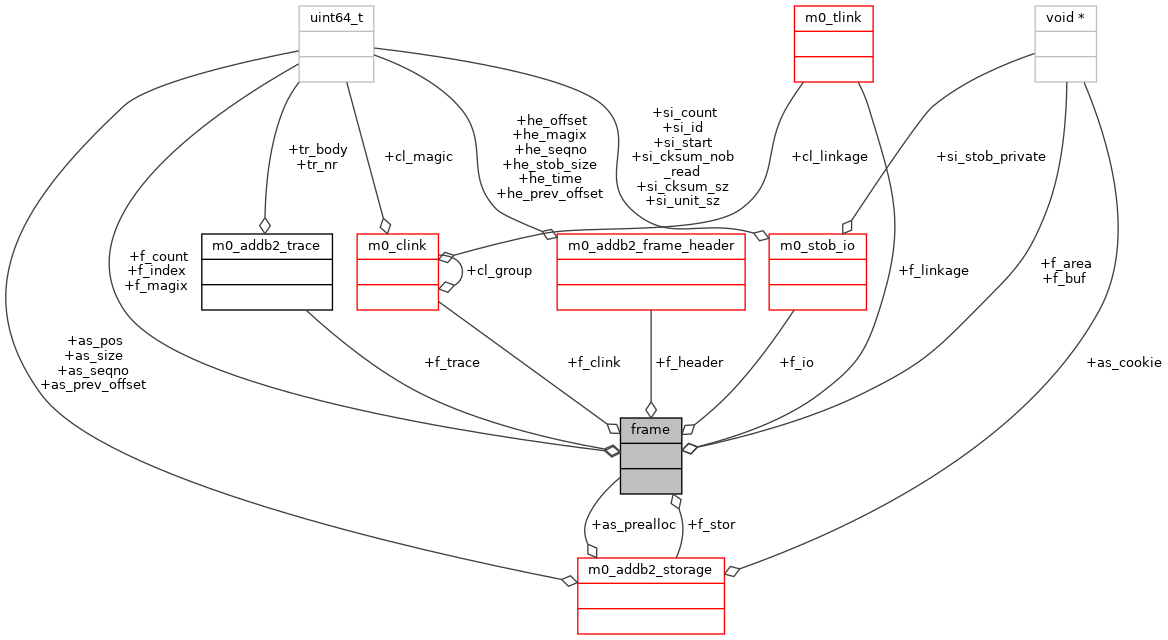 uint64_t
m0_tlink
void *
+si_count
+si_id
+si_start
+si_cksum_nob
_read
+si_cksum_sz
+si_unit_sz
+he_offset
+he_magix
+he_seqno
+he_stob_size
+he_time
+he_prev_offset
+tr_body
+tr_nr
+cl_magic
+cl_linkage
+si_stob_private
m0_addb2_trace
m0_clink
m0_addb2_frame_header
m0_stob_io
+f_count
+f_index
+f_magix
+cl_group
+f_linkage
+f_area
+f_buf
+as_pos
+as_size
+as_seqno
+as_prev_offset
+f_trace
+f_clink
+f_header
+f_io
+as_cookie
frame
+as_prealloc
+f_stor
m0_addb2_storage